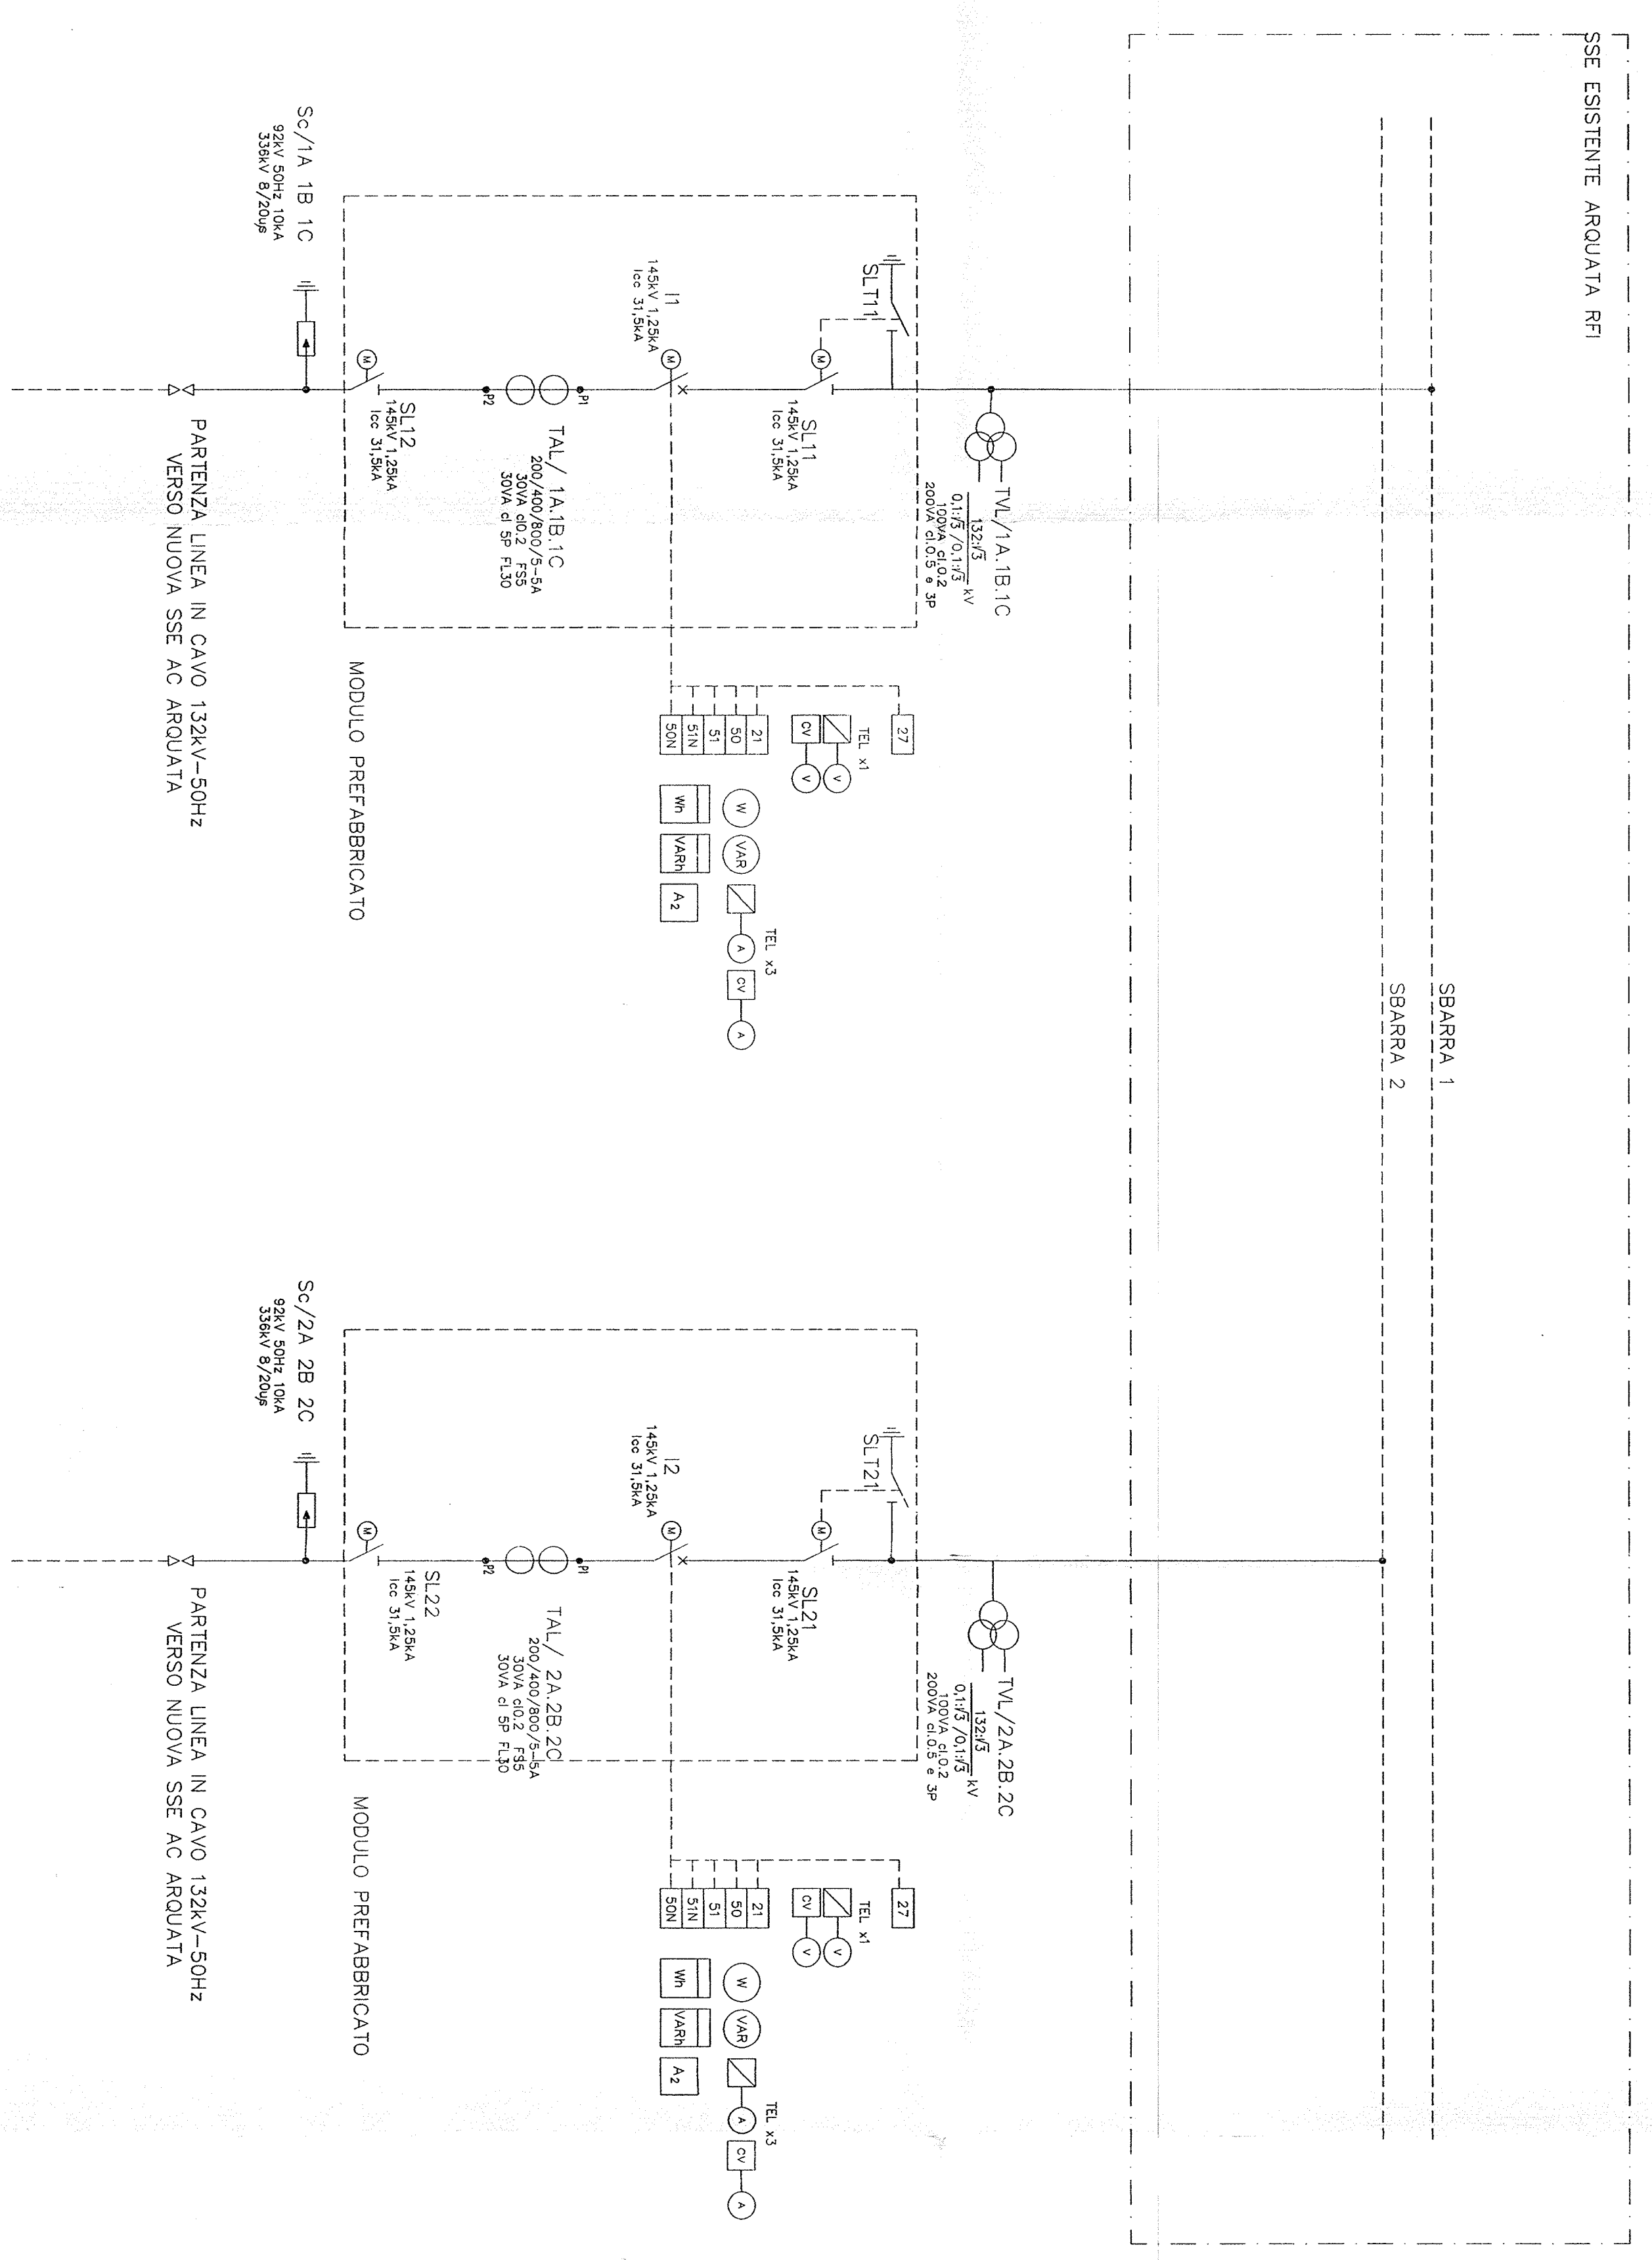 SSE ESISTENTE ARQUATA RFI
SBARRA 1
SBARRA 2
TVL/1A.1B.1C
132:√3
0,1:√3 /0,1:√3
kV
100VA cl.0.2
200VA cl.0.5 e 3P
SLT11
SL11
145kV 1,25kA
Icc 31,5kA
M
I1
145kV 1,25kA
Icc 31,5kA
M
P1
TAL/ 1A.1B.1C
200/400/800/5-5A
30VA cl0.2 FS5
30VA cl 5P FL30
P2
SL12
145kV 1,25kA
Icc 31,5kA
M
MODULO PREFABBRICATO
Sc/1A 1B 1C
92kV 50Hz 10kA
336kV 8/20µs
PARTENZA LINEA IN CAVO 132kV-50Hz
VERSO NUOVA SSE AC ARQUATA
27
TEL x1
V
CV
V
21
50
51
51N
50N
TEL x3
W
VAR
A
CV
A
Wh
VARh
A2
TVL/2A.2B.2C
132:√3
0,1:√3 /0,1:√3
kV
100VA cl.0.2
200VA cl.0.5 e 3P
SLT21
SL21
145kV 1,25kA
Icc 31,5kA
M
I2
145kV 1,25kA
Icc 31,5kA
M
P1
TAL/ 2A.2B.2C
200/400/800/5-5A
30VA cl0.2 FS5
30VA cl 5P FL30
P2
SL22
145kV 1,25kA
Icc 31,5kA
M
MODULO PREFABBRICATO
Sc/2A 2B 2C
92kV 50Hz 10kA
336kV 8/20µs
PARTENZA LINEA IN CAVO 132kV-50Hz
VERSO NUOVA SSE AC ARQUATA
27
TEL x1
V
CV
V
21
50
51
51N
50N
TEL x3
W
VAR
A
CV
A
Wh
VARh
A2